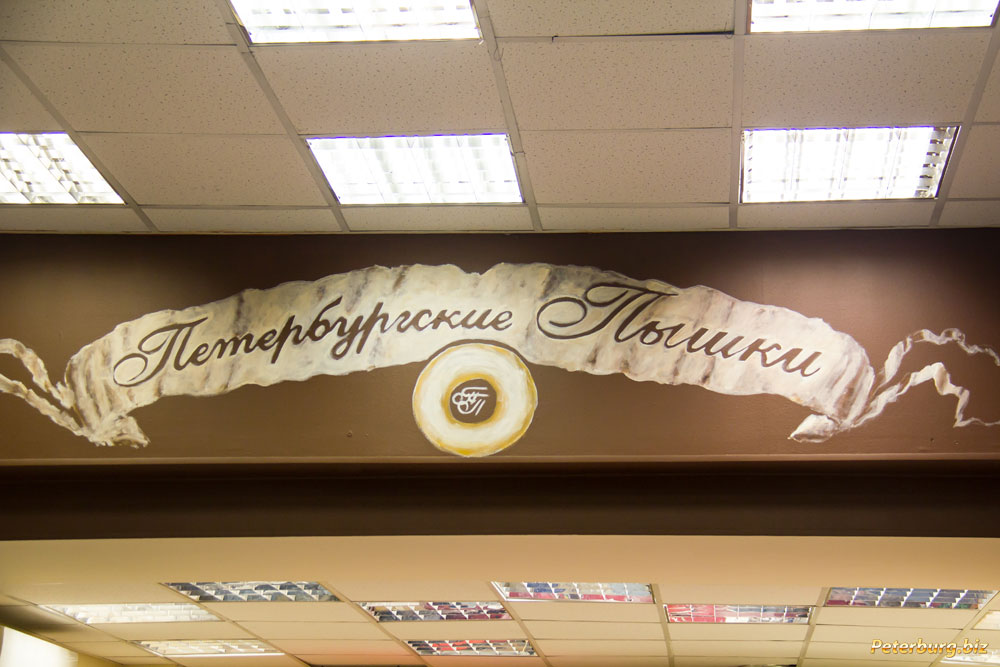 Петербургские Пышки
Peterburg.biz